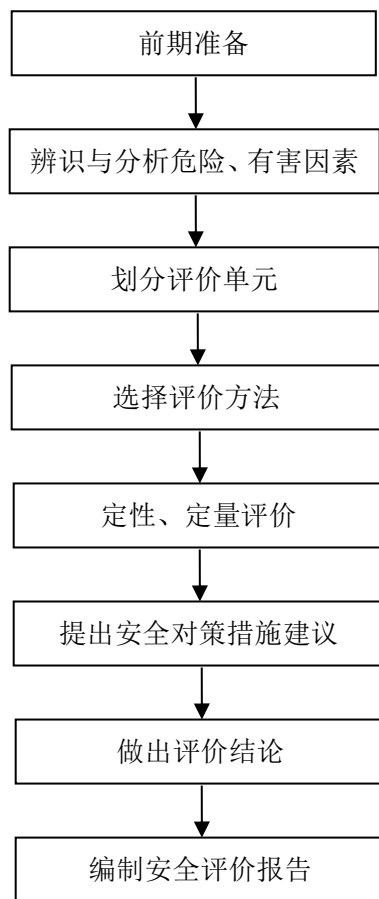 前期准备
辨识与分析危险、有害因素
划分评价单元
选择评价方法
定性、定量评价
提出安全对策措施建议
做出评价结论
编制安全评价报告